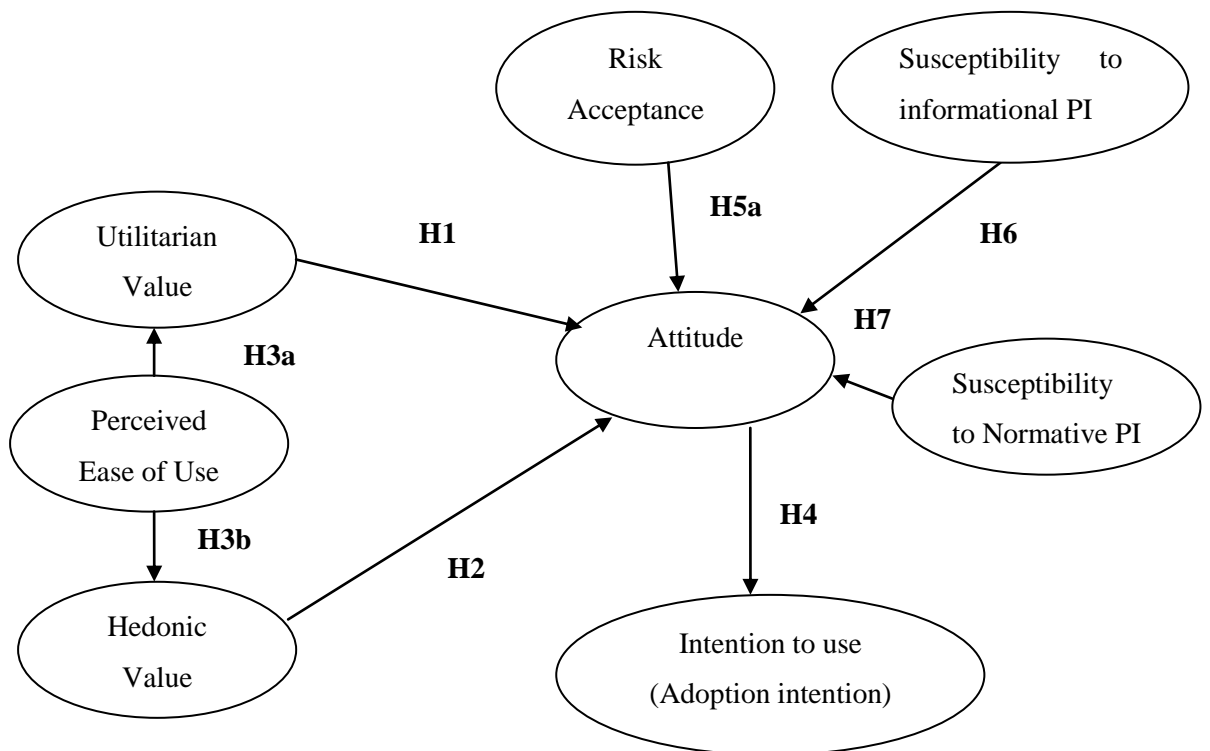 Risk
Acceptance
Susceptibility to
informational PI
H5a
H6
Utilitarian
Value
H1
Attitude
H7
H3a
Susceptibility
to Normative PI
Perceived
Ease of Use
H3b
H2
H4
Hedonic
Value
Intention to use
(Adoption intention)